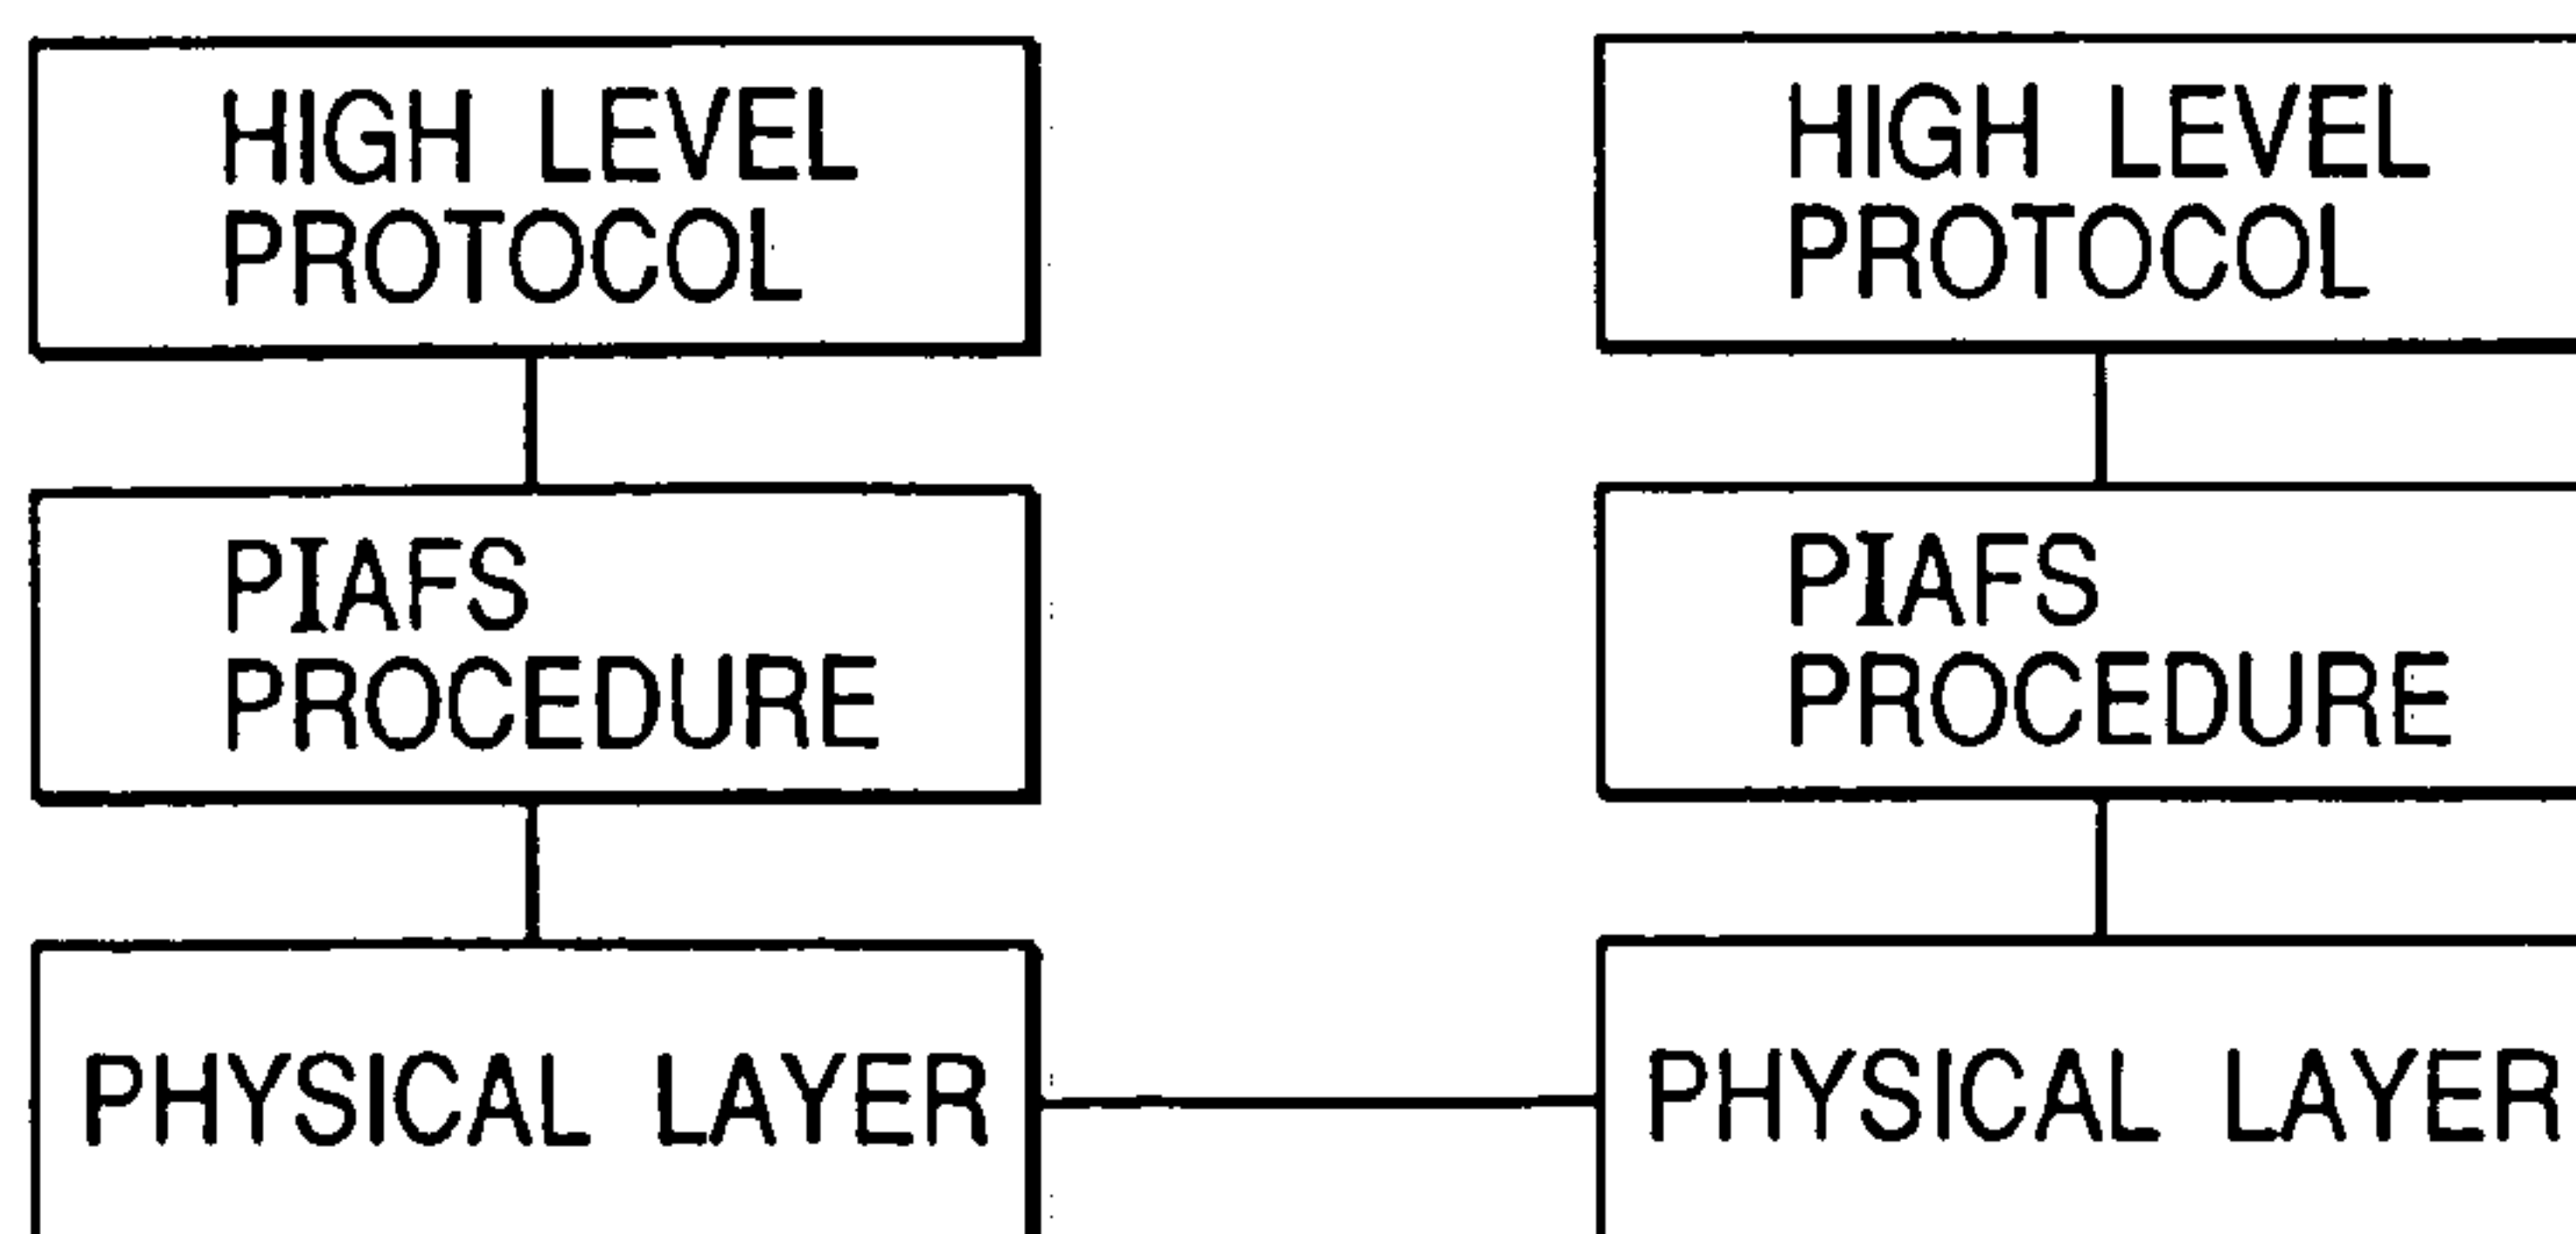 HIGH LEVEL
PROTOCOL
HIGH LEVEL
PROTOCOL
PIAFS
PROCEDURE
PIAFS
PROCEDURE
PHYSICAL LAYER
PHYSICAL LAYER